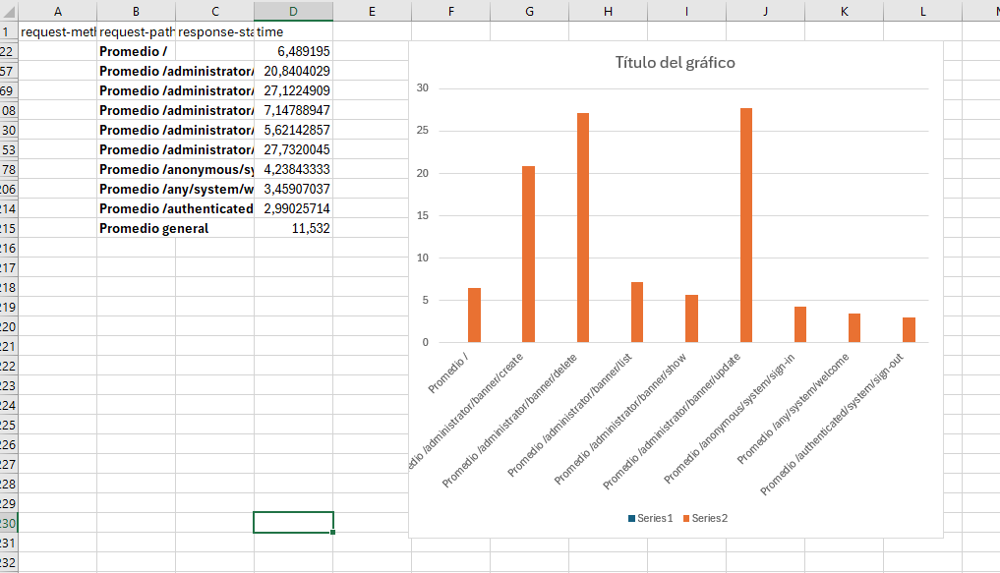 A B C D E F G H I J K L
1 request-metl request-path response-sta time
22 Promedio / 6,489195
57 Promedio /administrator/ 20,8404029
69 Promedio /administrator/ 27,1224909
08 Promedio /administrator/ 7,14788947
30 Promedio /administrator/ 5,62142857
53 Promedio /administrator/ 27,7320045
78 Promedio /anonymous/sy 4,23843333
206 Promedio /any/system/w 3,45907037
214 Promedio /authenticated 2,99025714
215 Promedio general 11,532
216
217
218
219
220
221
222
223
224
225
226
227
228
229
230
231
232
Título del gráfico
30
25
20
15
10
5
0
Promedio /
edio /administrator/banner/create
Promedio /administrator/banner/delete
Promedio /administrator/banner/list
Promedio /administrator/banner/show
Promedio /administrator/banner/update
Promedio /anonymous/system/sign-in
Promedio /any/system/welcome
Promedio /authenticated/system/sign-out
Series1 Series2